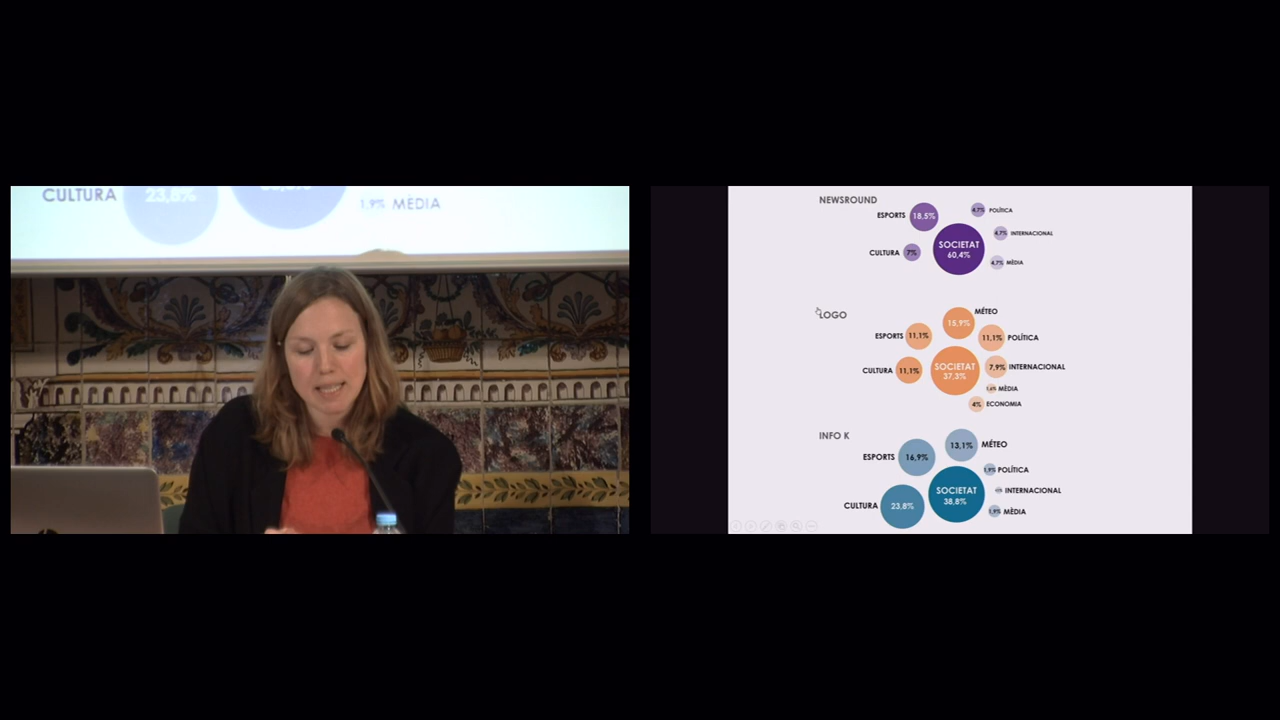 CULTURA
23,8%
1,9% MÈDIA
NEWSROUND
ESPORTS 18,5%
4,7% POLÍTICA
4,7% INTERNACIONAL
SOCIETAT
60,4%
CULTURA 7%
4,7% MÈDIA
LOGO
MÉTEO
15,9%
ESPORTS 11,1%
11,1% POLÍTICA
CULTURA 11,1%
SOCIETAT
37,3%
7,9% INTERNACIONAL
MÈDIA
4% ECONOMIA
INFO K
13,1% MÉTEO
ESPORTS 16,9%
1,9% POLÍTICA
SOCIETAT
38,8%
INTERNACIONAL
CULTURA 23,8%
1,9% MÈDIA